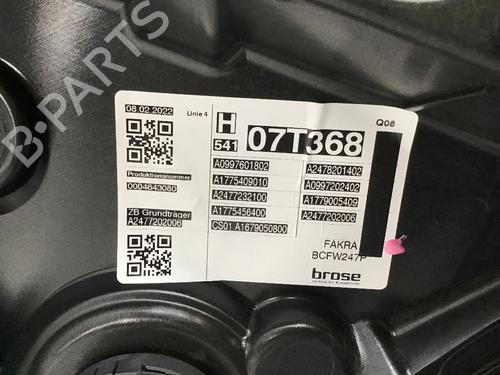 08.02.2022
Linie 4
H
541
07T368
Q08
Produktionsnummer
0004643080
A0997601802
A1775409010
A2477232100
A1775456400
CS01 A1679050800
A2478201402
A0997202402
A1779005409
A2477202006
ZB Grundträger
A2477202006
FAKRA
BCFW247P
brose
B-PARTS